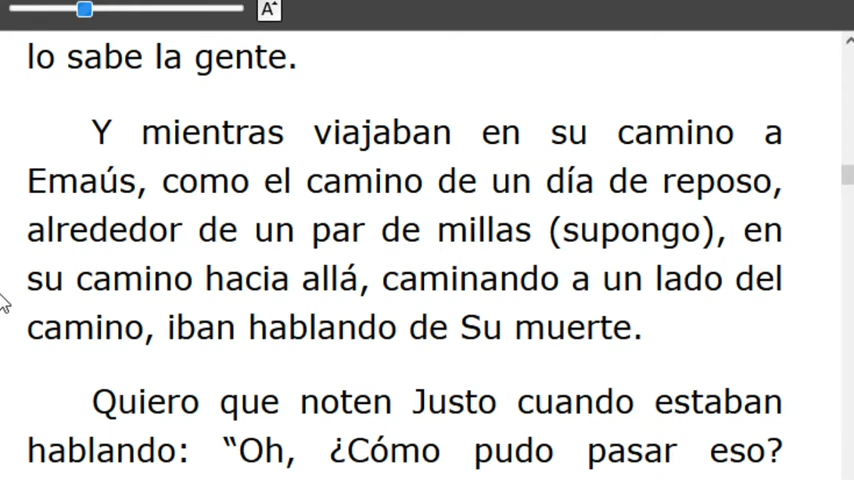 A
lo sabe la gente.
Y mientras viajaban en su camino a
Emaús, como el camino de un día de reposo,
alrededor de un par de millas (supongo), en
su camino hacia allá, caminando a un lado del
camino, iban hablando de Su muerte.
Quiero que noten Justo cuando estaban
hablando: “Oh, ¿Cómo pudo pasar eso?